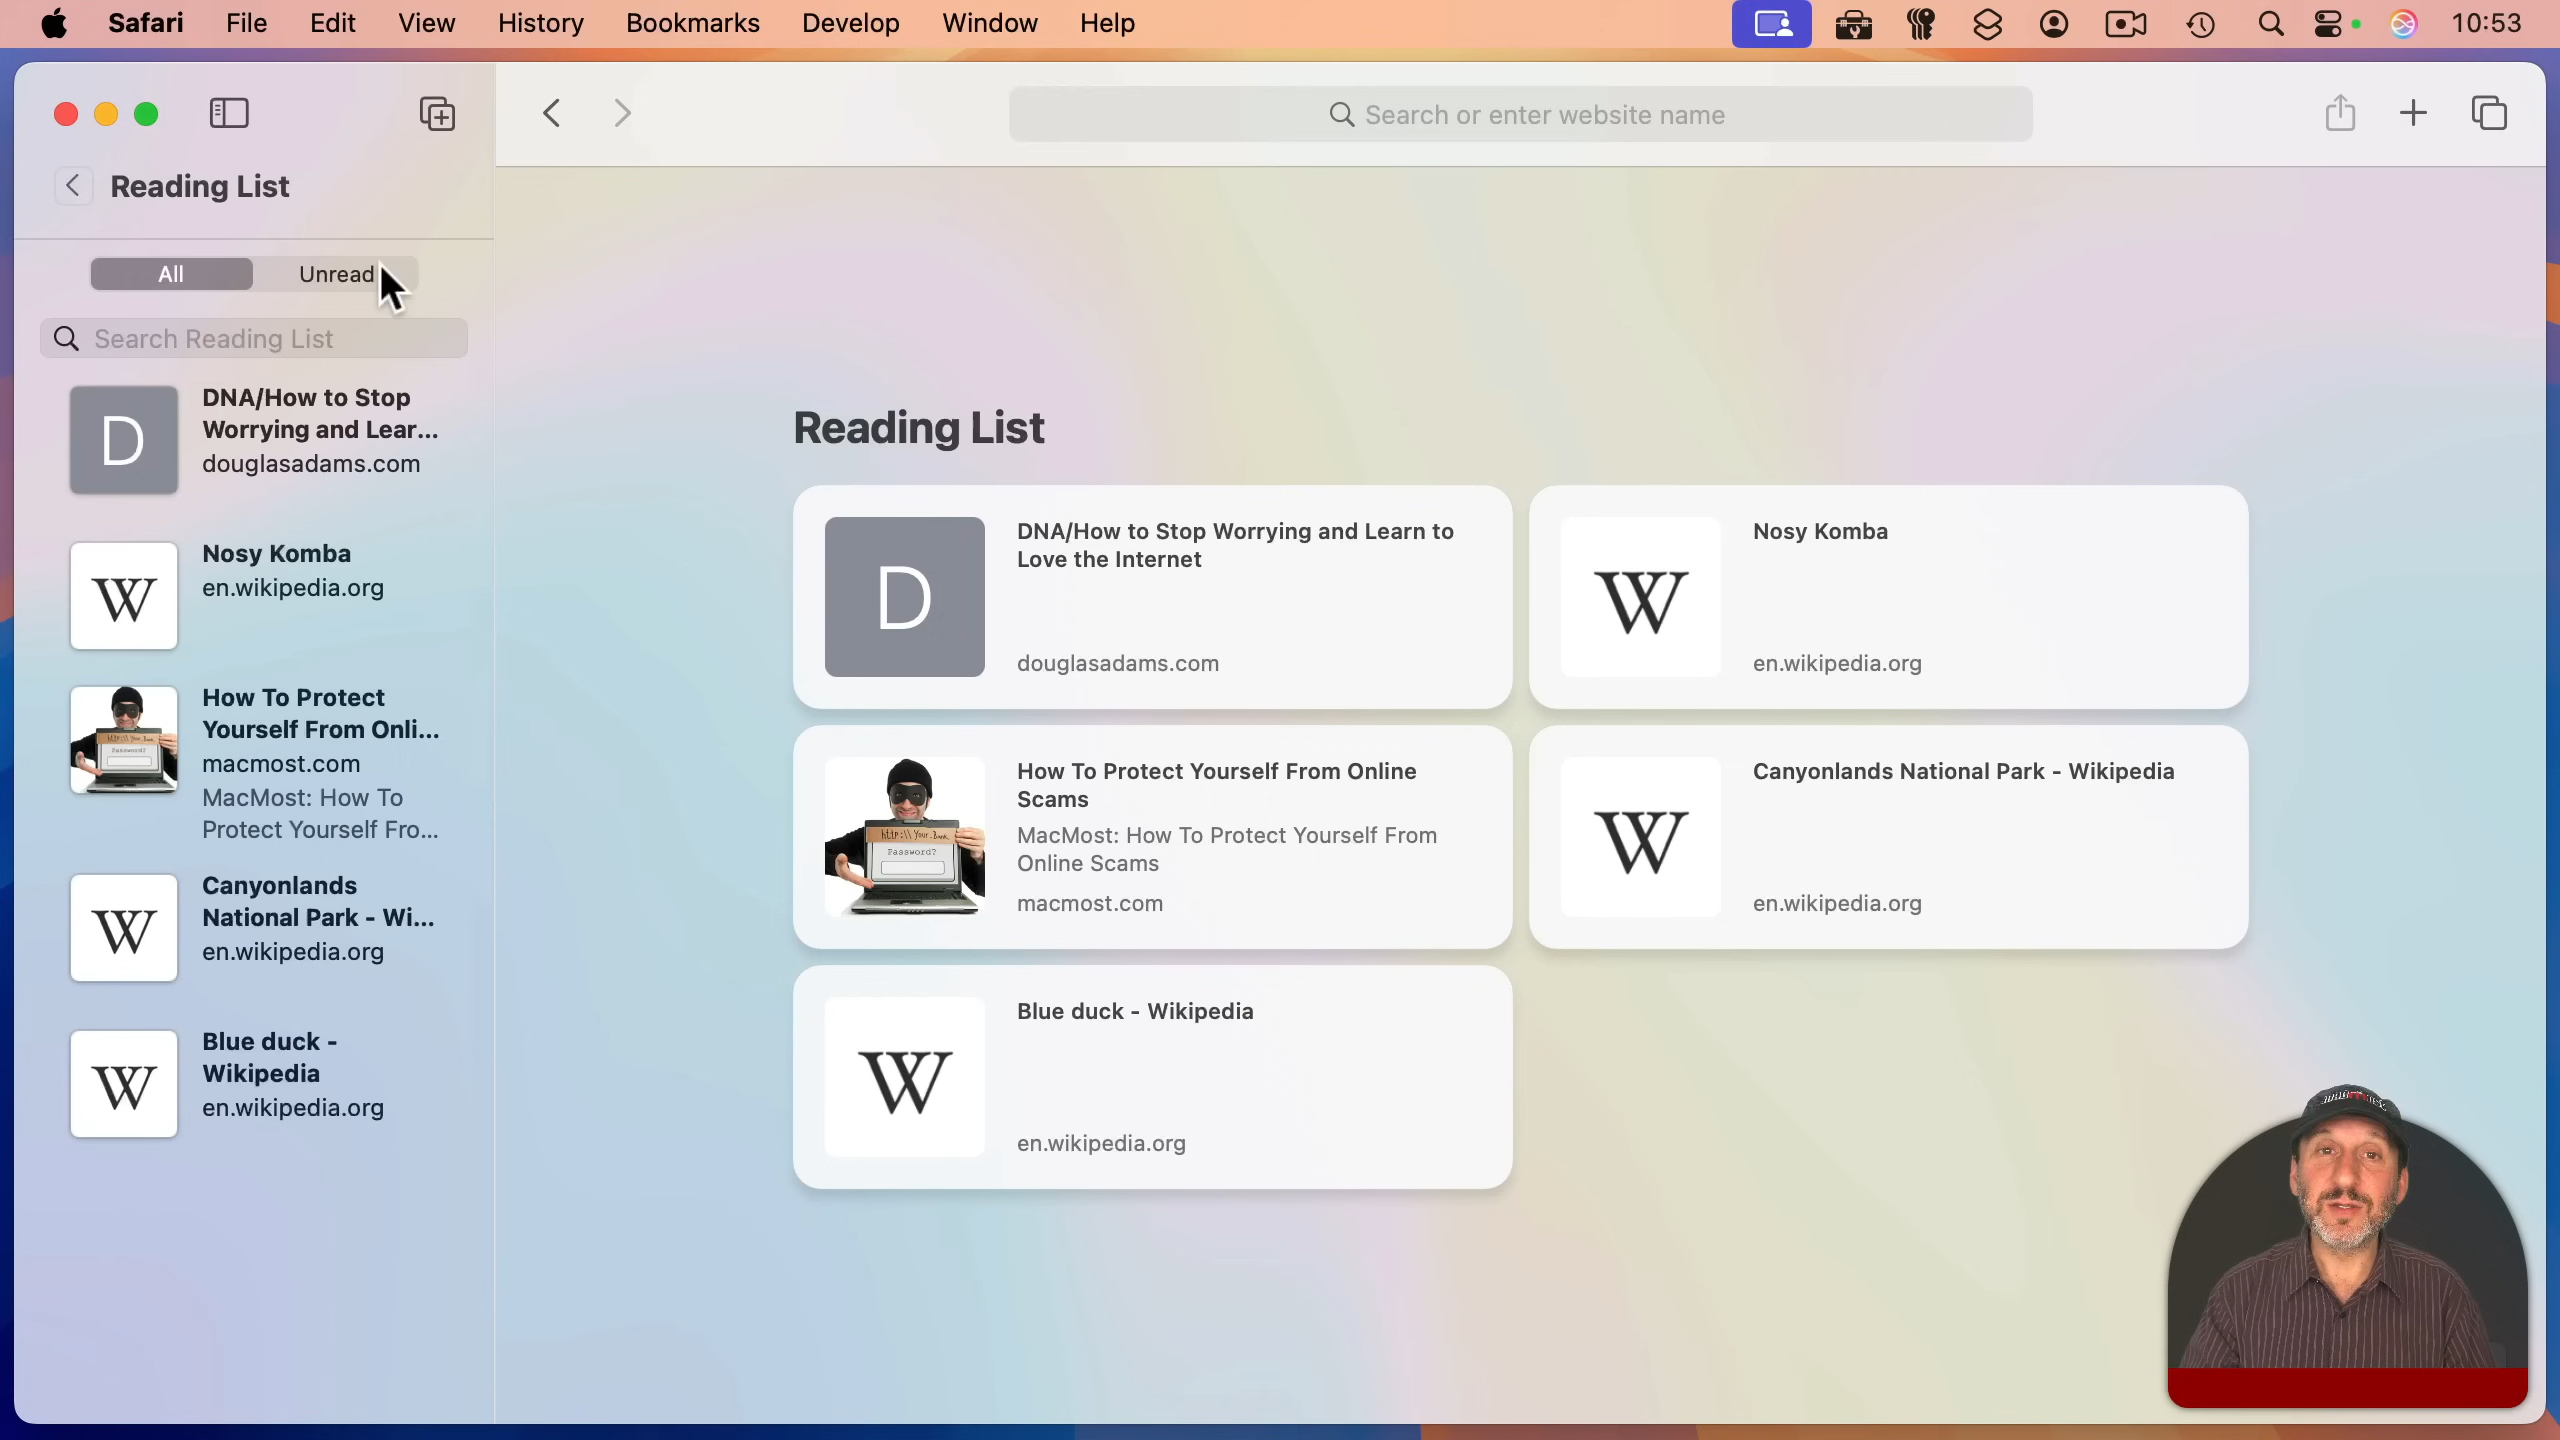 Safari File Edit View History Bookmarks Develop Window Help 10:53
Search or enter website name
Reading List
All Unread
Search Reading List
D
DNA/How to Stop
Worrying and Lear...
douglasadams.com
W
Nosy Komba
en.wikipedia.org
How To Protect
Yourself From Onli...
macmost.com
MacMost: How To
Protect Yourself Fro...
W
Canyonlands
National Park - Wi...
en.wikipedia.org
W
Blue duck -
Wikipedia
en.wikipedia.org
Reading List
D
DNA/How to Stop Worrying and Learn to
Love the Internet
douglasadams.com
W
Nosy Komba
en.wikipedia.org
http:\\Your.Bank
Password?
How To Protect Yourself From Online
Scams
MacMost: How To Protect Yourself From
Online Scams
macmost.com
W
Canyonlands National Park - Wikipedia
en.wikipedia.org
W
Blue duck - Wikipedia
en.wikipedia.org